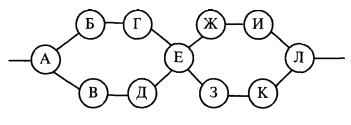 Б Г Ж И
А Е Л
В Д З К